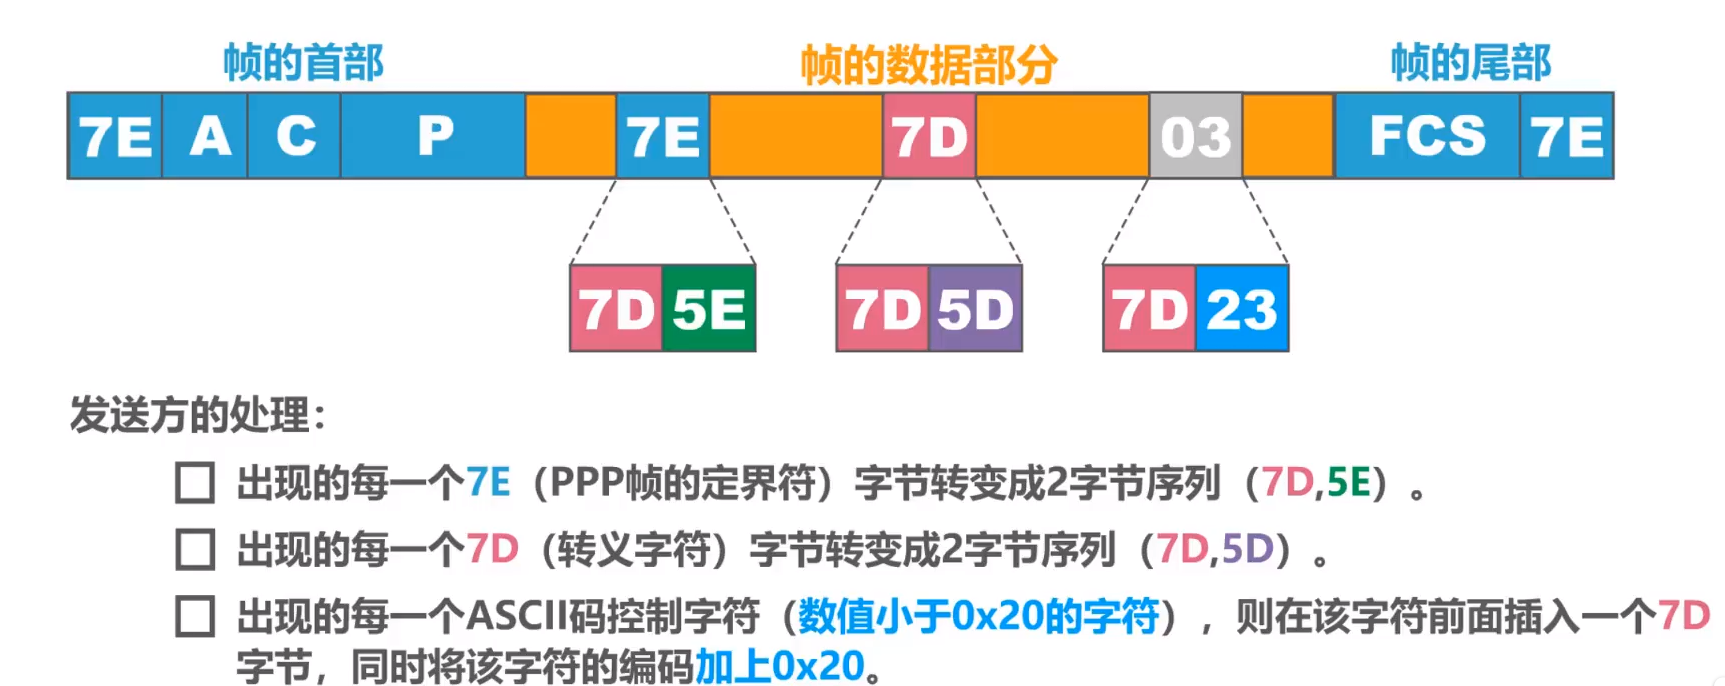 帧的首部 帧的数据部分 帧的尾部
7E A C P 7E 7D 03 FCS 7E
7D 5E 7D 5D 7D 23
发送方的处理：
出现的每一个7E（PPP帧的定界符）字节转变成2字节序列（7D,5E）。
出现的每一个7D（转义字符）字节转变成2字节序列（7D,5D）。
出现的每一个ASCII码控制字符（数值小于0x20的字符），则在该字符前面插入一个7D
字节，同时将该字符的编码加上0x20。